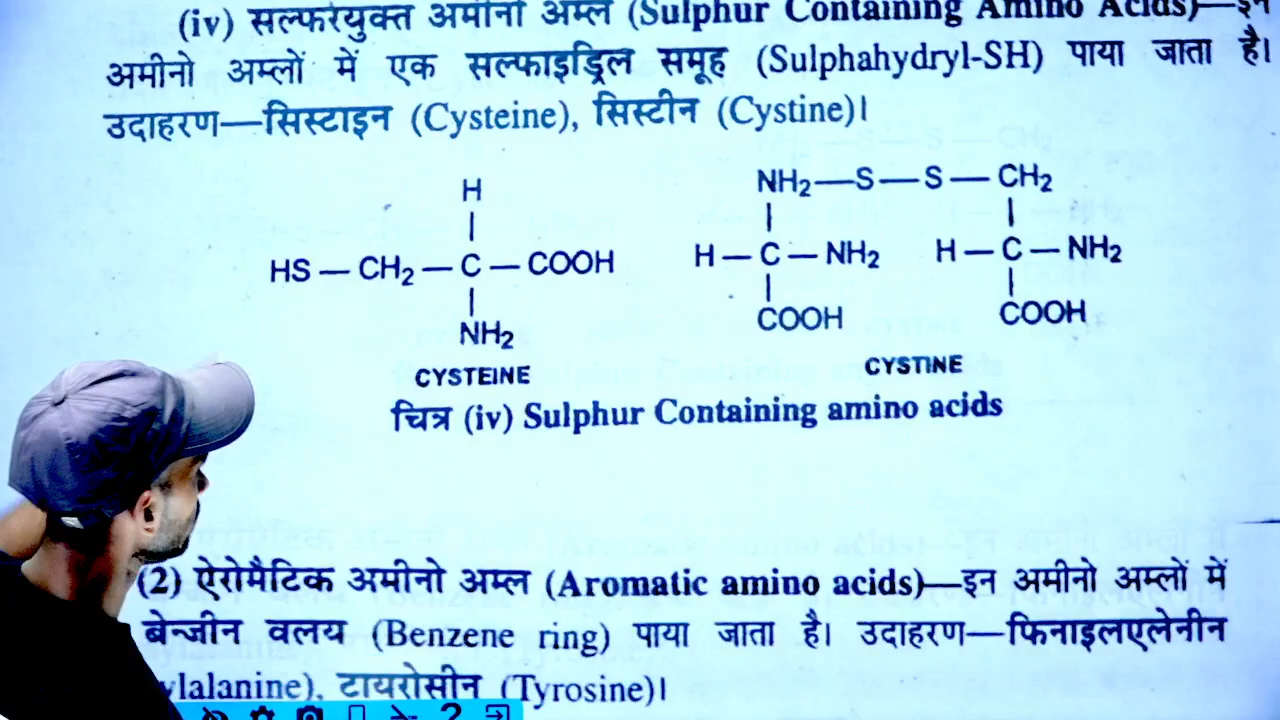 (iv) सल्फरयुक्त अमीनो अम्ल (Sulphur Containing Amino Acids)—इन
अमीनो अम्लों में एक सल्फाइड्रिल समूह (Sulphahydryl-SH) पाया जाता है।
उदाहरण—सिस्टाइन (Cysteine), सिस्टीन (Cystine)।
H
HS — CH₂ — C — COOH
NH₂
CYSTEINE
NH₂—S—S—CH₂
H—C—NH₂ H—C—NH₂
COOH COOH
CYSTINE
चित्र (iv) Sulphur Containing amino acids
(2) ऐरोमैटिक अमीनो अम्ल (Aromatic amino acids)—इन अमीनो अम्लों में
बेन्जीन वलय (Benzene ring) पाया जाता है। उदाहरण—फिनाइलएलेनीन
ylalanine), टायरोसीन (Tyrosine)।